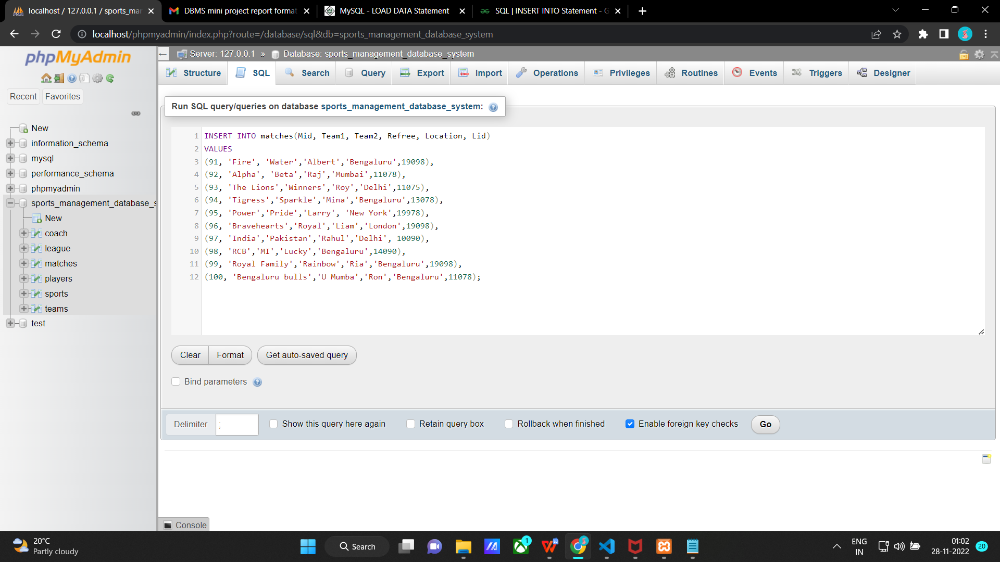 localhost / 127.0.0.1 / sports_mar
DBMS mini project report format
MySQL - LOAD DATA Statement
SQL | INSERT INTO Statement - G
localhost/phpmyadmin/index.php?route=/database/sql&db=sports_management_database_system
phpMyAdmin
Recent
Favorites
New
information_schema
mysql
performance_schema
phpmyadmin
sports_management_database_s
New
coach
league
matches
players
sports
teams
test
Server: 127.0.0.1 » Database: sports_management_database_system
Structure
SQL
Search
Query
Export
Import
Operations
Privileges
Routines
Events
Triggers
Designer
Run SQL query/queries on database sports_management_database_system:
1 INSERT INTO matches(Mid, Team1, Team2, Refree, Location, Lid)
2 VALUES
3 (91, 'Fire', 'Water','Albert','Bengaluru',19098),
4 (92, 'Alpha', 'Beta','Raj','Mumbai',11078),
5 (93, 'The Lions','Winners','Roy','Delhi',11075),
6 (94, 'Tigress','Sparkle','Mina','Bengaluru',13078),
7 (95, 'Power','Pride','Larry', 'New York',19978),
8 (96, 'Bravehearts','Royal','Liam','London',19098),
9 (97, 'India','Pakistan','Rahul','Delhi', 10090),
10 (98, 'RCB','MI','Lucky','Bengaluru',14090),
11 (99, 'Royal Family','Rainbow','Ria','Bengaluru',19098),
12 (100, 'Bengaluru bulls','U Mumba','Ron','Bengaluru',11078);
Clear
Format
Get auto-saved query
Bind parameters
Delimiter ;
Show this query here again
Retain query box
Rollback when finished
Enable foreign key checks
Go
Console
20°C
Partly cloudy
Search
1
ENG
IN
01:02
28-11-2022
20